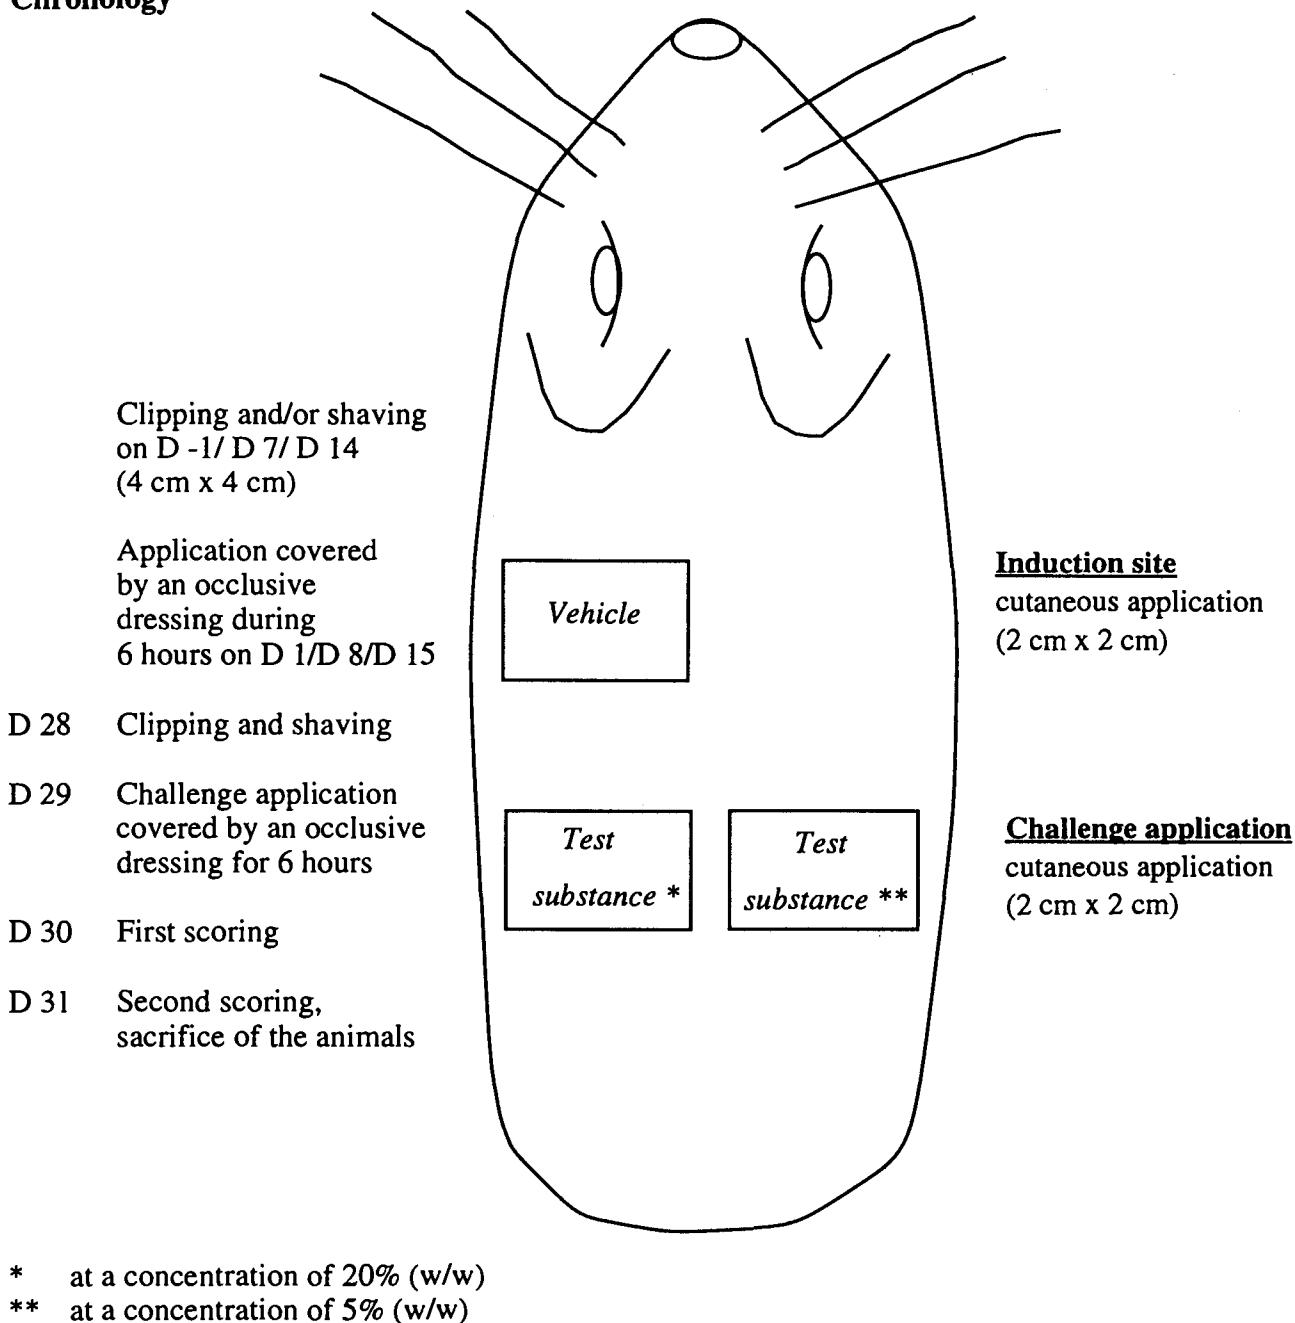 Chronology
Clipping and/or shaving
on D -1/ D 7/ D 14
(4 cm x 4 cm)
Application covered
by an occlusive
dressing during
6 hours on D 1/D 8/D 15
Vehicle
Induction site
cutaneous application
(2 cm x 2 cm)
D 28 Clipping and shaving
D 29 Challenge application
covered by an occlusive
dressing for 6 hours
Test
substance *
Test
substance **
Challenge application
cutaneous application
(2 cm x 2 cm)
D 30 First scoring
D 31 Second scoring,
sacrifice of the animals
* at a concentration of 20% (w/w)
** at a concentration of 5% (w/w)